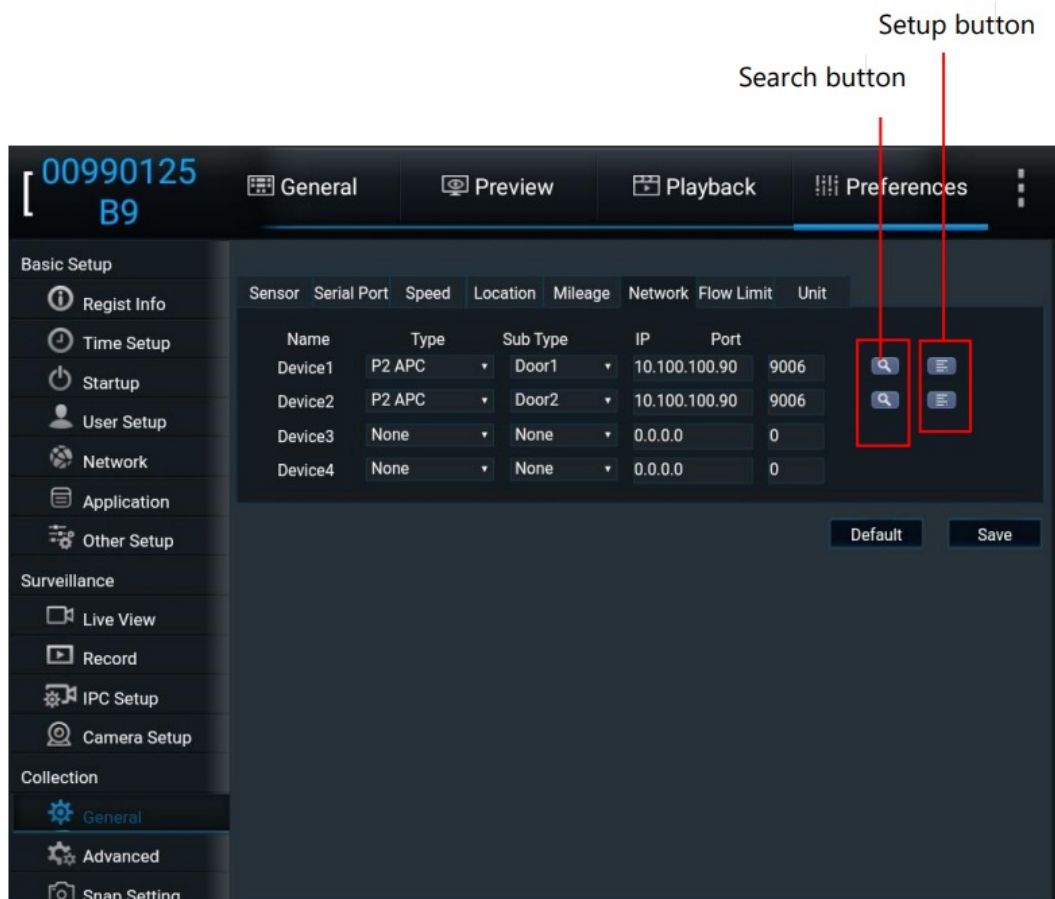 Setup button
Search button
00990125
B9
General
Preview
Playback
Preferences
Basic Setup
Regist Info
Time Setup
Startup
User Setup
Network
Application
Other Setup
Surveillance
Live View
Record
IPC Setup
Camera Setup
Collection
General
Advanced
Snap Setting
Sensor Serial Port Speed Location Mileage Network Flow Limit Unit
Name Type Sub Type IP Port
Device1 P2 APC Door1 10.100.100.90 9006
Device2 P2 APC Door2 10.100.100.90 9006
Device3 None None 0.0.0.0 0
Device4 None None 0.0.0.0 0
Default Save